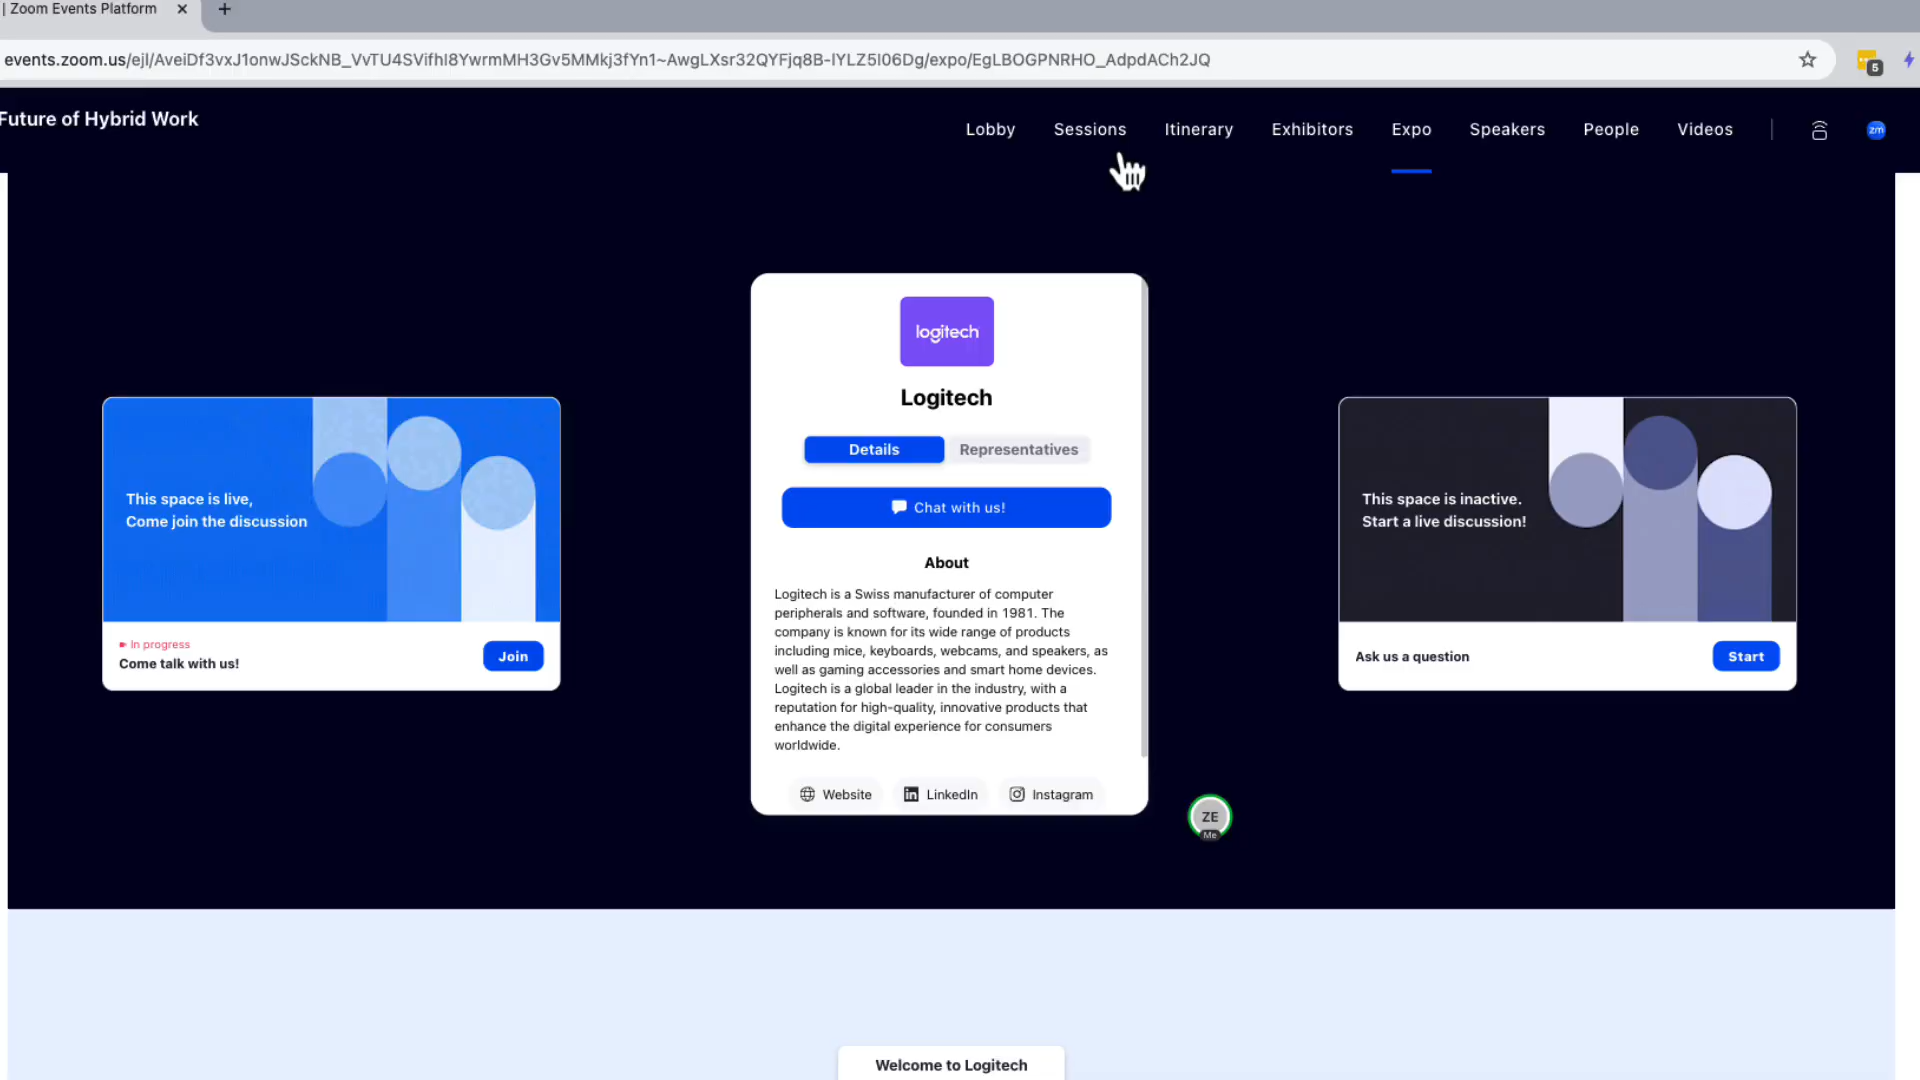 | Zoom Events Platform
events.zoom.us/ejl/AveiDf3vxJ1onwJSckNB_VvTU4SVifhI8YwrmMH3Gv5MMkj3fYn1~AwgLXsr32QYFjq8B-IYLZ5I06Dg/expo/EgLBOGPNRHO_AdpdACh2JQ
5
Future of Hybrid Work
Lobby Sessions Itinerary Exhibitors Expo Speakers People Videos
zm
logitech
Logitech
Details Representatives
Chat with us!
About
Logitech is a Swiss manufacturer of computer
peripherals and software, founded in 1981. The
company is known for its wide range of products
including mice, keyboards, webcams, and speakers, as
well as gaming accessories and smart home devices.
Logitech is a global leader in the industry, with a
reputation for high-quality, innovative products that
enhance the digital experience for consumers
worldwide.
Website LinkedIn Instagram
This space is live,
Come join the discussion
In progress
Come talk with us!
Join
This space is inactive.
Start a live discussion!
Ask us a question
Start
ZE
Me
Welcome to Logitech